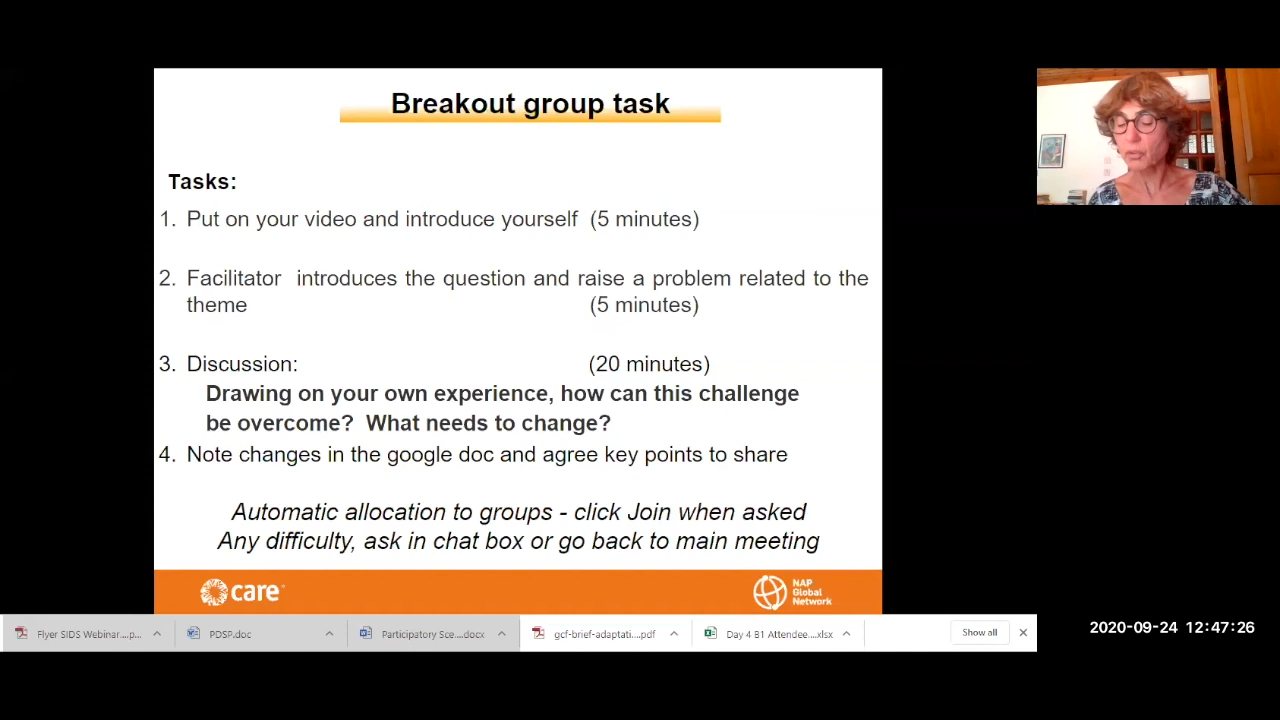 Breakout group task
Tasks:
1. Put on your video and introduce yourself (5 minutes)
2. Facilitator introduces the question and raise a problem related to the
theme (5 minutes)
3. Discussion: (20 minutes)
Drawing on your own experience, how can this challenge
be overcome? What needs to change?
4. Note changes in the google doc and agree key points to share
Automatic allocation to groups - click Join when asked
Any difficulty, ask in chat box or go back to main meeting
care
NAP
Global
Network
Flyer SIDS Webinar....p...
PDSP.doc
Participatory Sce....docx
gcf-brief-adaptati....pdf
Day 4 B1 Attendee....xlsx
Show all
2020-09-24 12:47:26